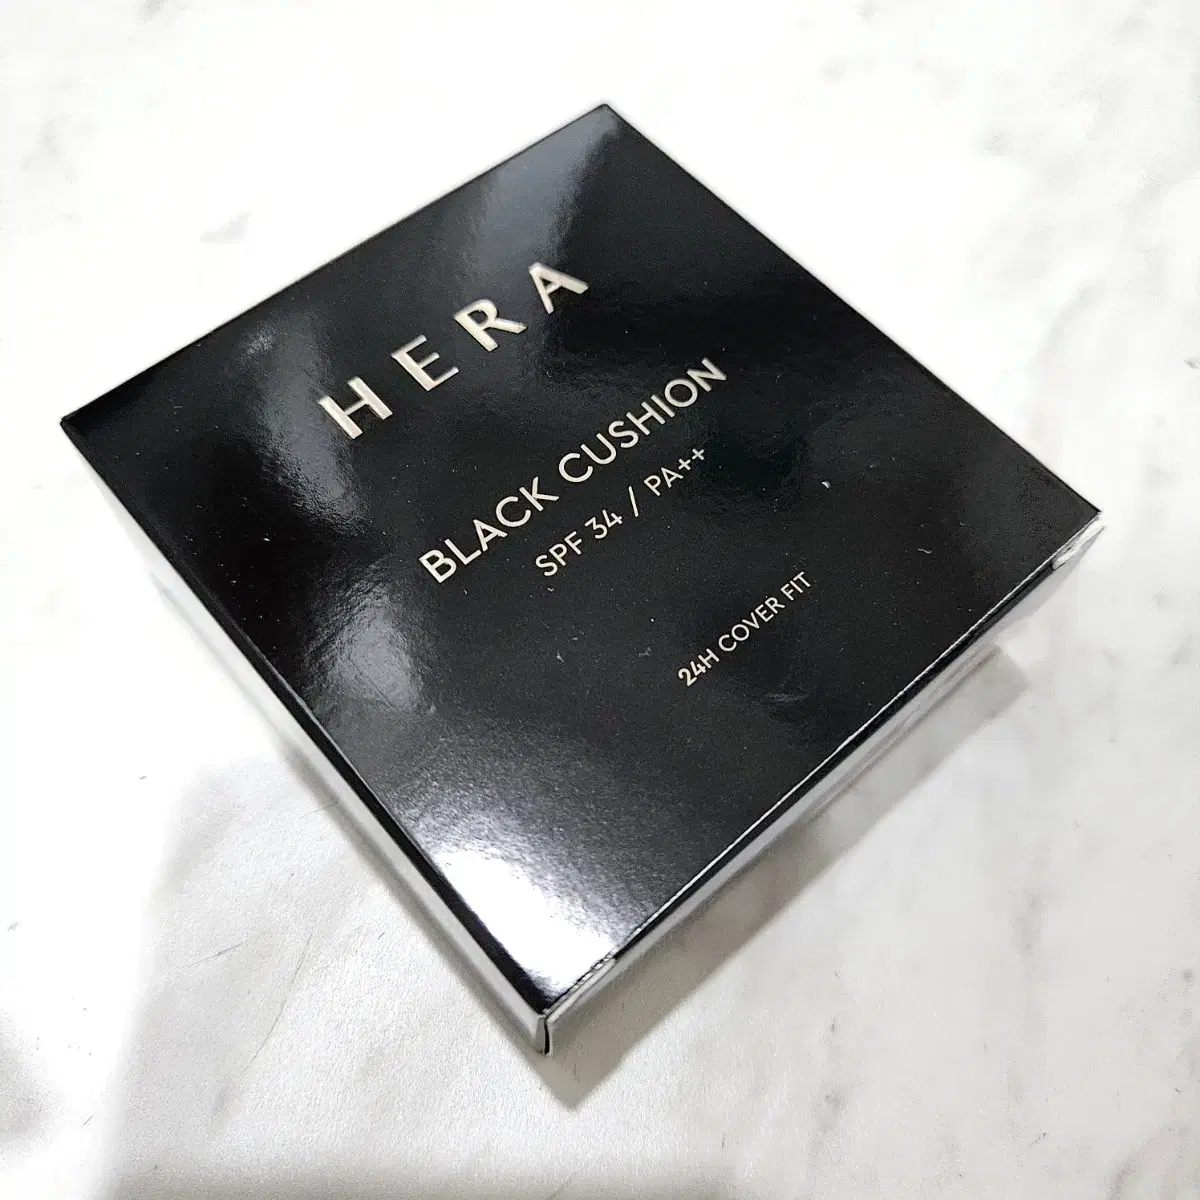 HERA
BLACK CUSHION
SPF 34 / PA++
24H COVER FIT